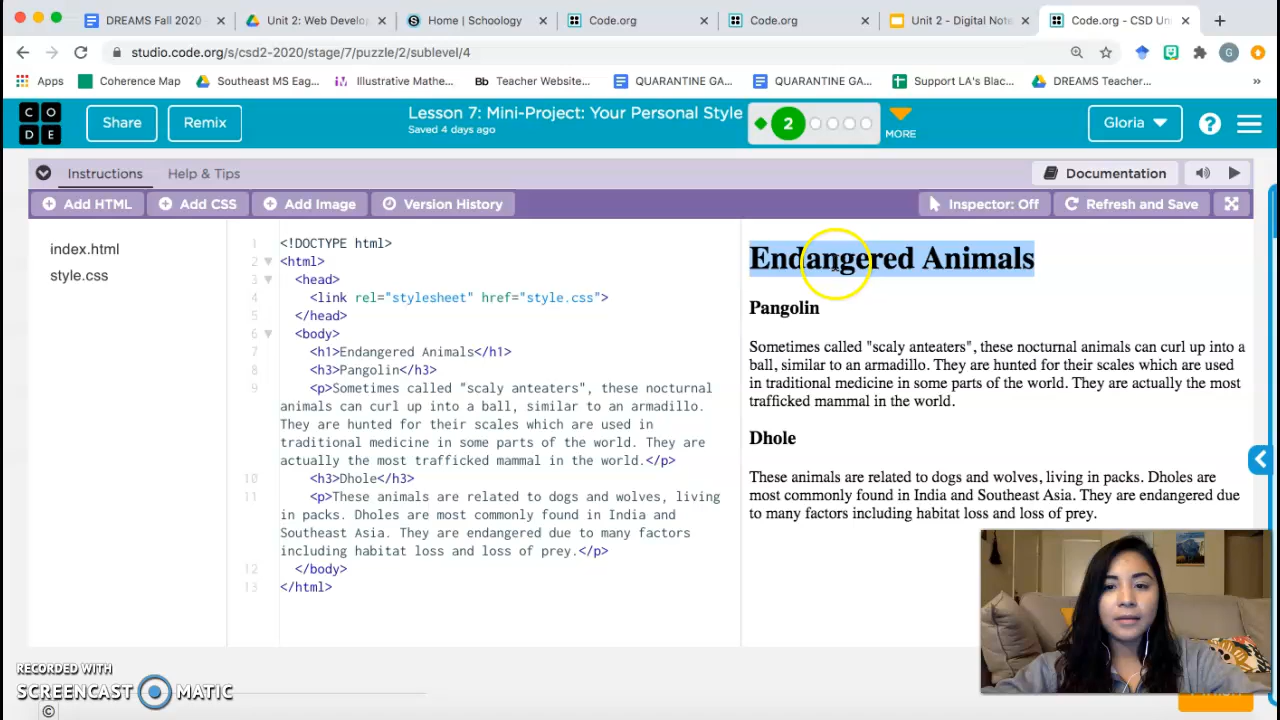 DREAMS Fall 2020
Unit 2: Web Develo
Home | Schoology
Code.org
Code.org
Unit 2 - Digital Not
Code.org - CSD Un
studio.code.org/s/csd2-2020/stage/7/puzzle/2/sublevel/4
G
Apps
Coherence Map
Southeast MS Eag...
Illustrative Mathe...
Bb Teacher Website...
QUARANTINE GA...
QUARANTINE GA...
Support LA's Blac...
DREAMS Teacher...
»
CO
DE
Share
Remix
Lesson 7: Mini-Project: Your Personal Style
Saved 4 days ago
2
MORE
Gloria
?
Instructions
Help & Tips
Documentation
Add HTML
Add CSS
Add Image
Version History
Inspector: Off
Refresh and Save
index.html
style.css
1 <!DOCTYPE html>
2 <html>
3 <head>
4 <link rel="stylesheet" href="style.css">
5 </head>
6 <body>
7 <h1>Endangered Animals</h1>
8 <h3>Pangolin</h3>
9 <p>Sometimes called "scaly anteaters", these nocturnal
animals can curl up into a ball, similar to an armadillo.
They are hunted for their scales which are used in
traditional medicine in some parts of the world. They are
actually the most trafficked mammal in the world.</p>
10 <h3>Dhole</h3>
11 <p>These animals are related to dogs and wolves, living
in packs. Dholes are most commonly found in India and
Southeast Asia. They are endangered due to many factors
including habitat loss and loss of prey.</p>
12 </body>
13 </html>
Endangered Animals
Pangolin
Sometimes called "scaly anteaters", these nocturnal animals can curl up into a
ball, similar to an armadillo. They are hunted for their scales which are used
in traditional medicine in some parts of the world. They are actually the most
trafficked mammal in the world.
Dhole
These animals are related to dogs and wolves, living in packs. Dholes are
most commonly found in India and Southeast Asia. They are endangered due
to many factors including habitat loss and loss of prey.
RECORDED WITH
SCREENCAST MATIC
©